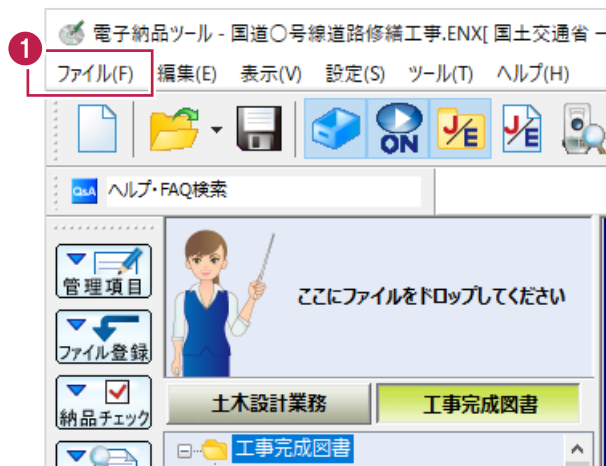 電子納品ツール - 国道○号線道路修繕工事.ENX[ 国土交通省 –
1
ファイル(F) 編集(E) 表示(V) 設定(S) ツール(T) ヘルプ(H)
ON J/E J/E
Q&A ヘルプ・FAQ検索
管理項目
ここにファイルをドロップしてください
ファイル登録
納品チェック
土木設計業務 工事完成図書
工事完成図書